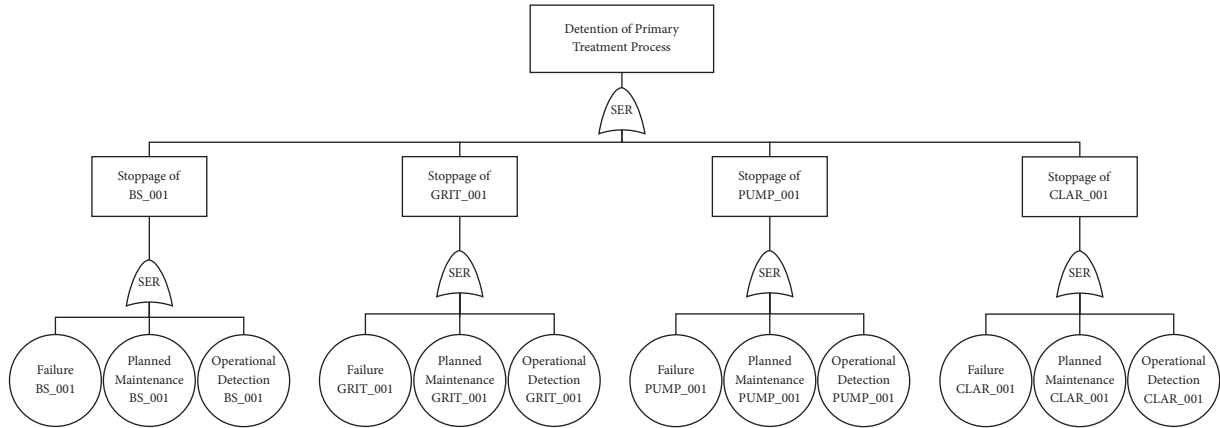 Detention of Primary
Treatment Process
SER
Stoppage of
BS_001
Stoppage of
GRIT_001
Stoppage of
PUMP_001
Stoppage of
CLAR_001
SER
SER
SER
SER
Failure
BS_001
Planned
Maintenance
BS_001
Operational
Detection
BS_001
Failure
GRIT_001
Planned
Maintenance
GRIT_001
Operational
Detection
GRIT_001
Failure
PUMP_001
Planned
Maintenance
PUMP_001
Operational
Detection
PUMP_001
Failure
CLAR_001
Planned
Maintenance
CLAR_001
Operational
Detection
CLAR_001